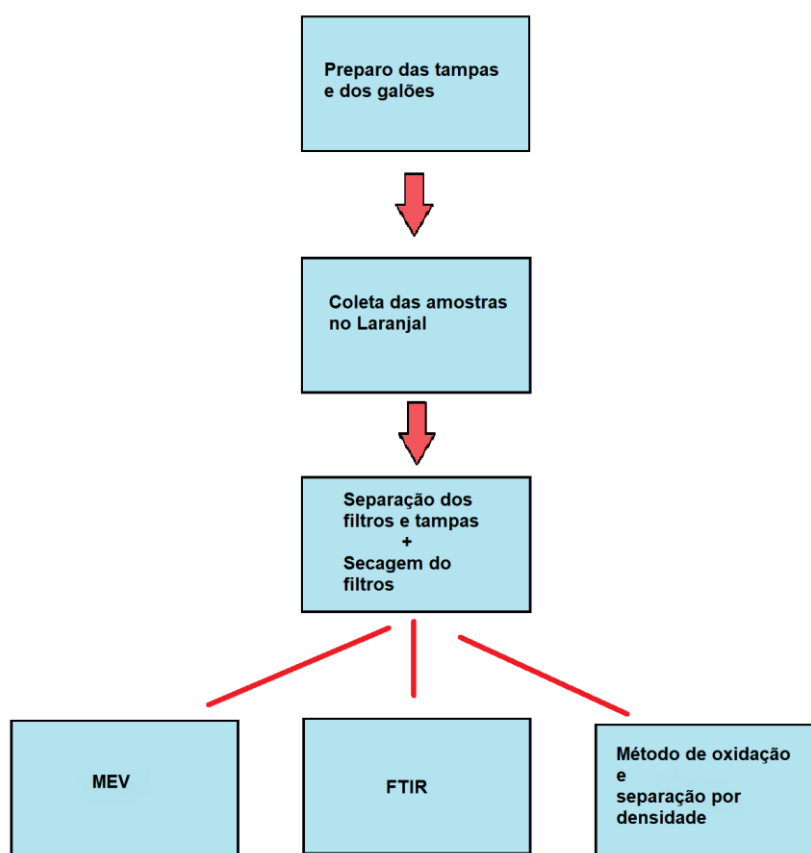 Preparo das tampas
e dos galões
Coleta das amostras
no Laranjal
Separação dos
filtros e tampas
+
Secagem do
filtros
MEV
FTIR
Método de oxidação
e
separação por
densidade